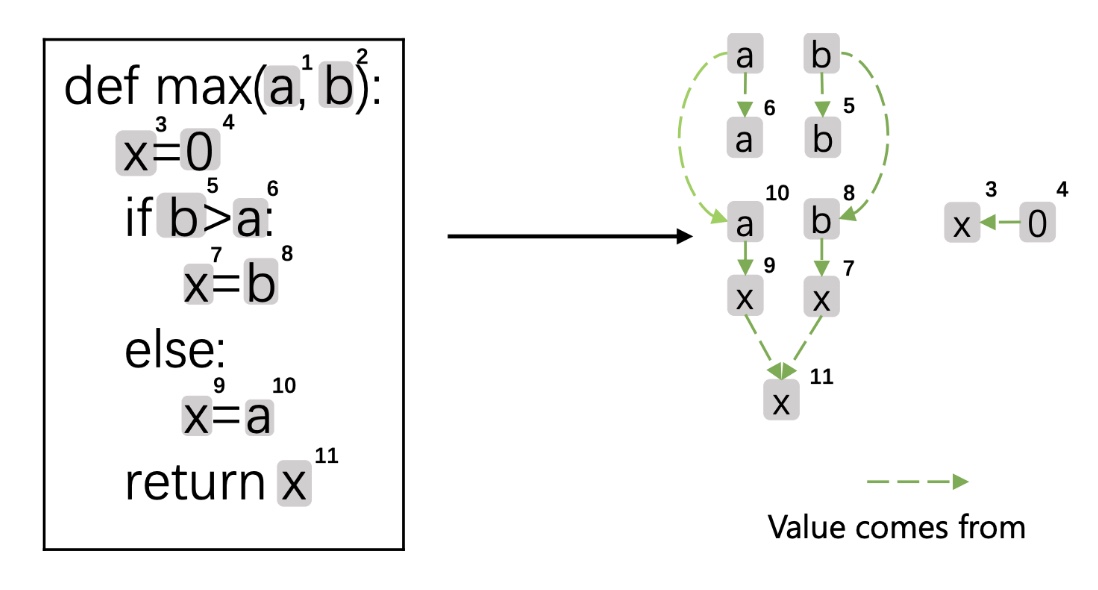 1 2
def max(a, b):
3 4
x=0
5 6
if b>a:
7 8
x=b
else:
9 10
x=a
11
return x
a b
6 5
a b
10 8
a b
9 7
x x
11
x
3 4
x 0
Value comes from